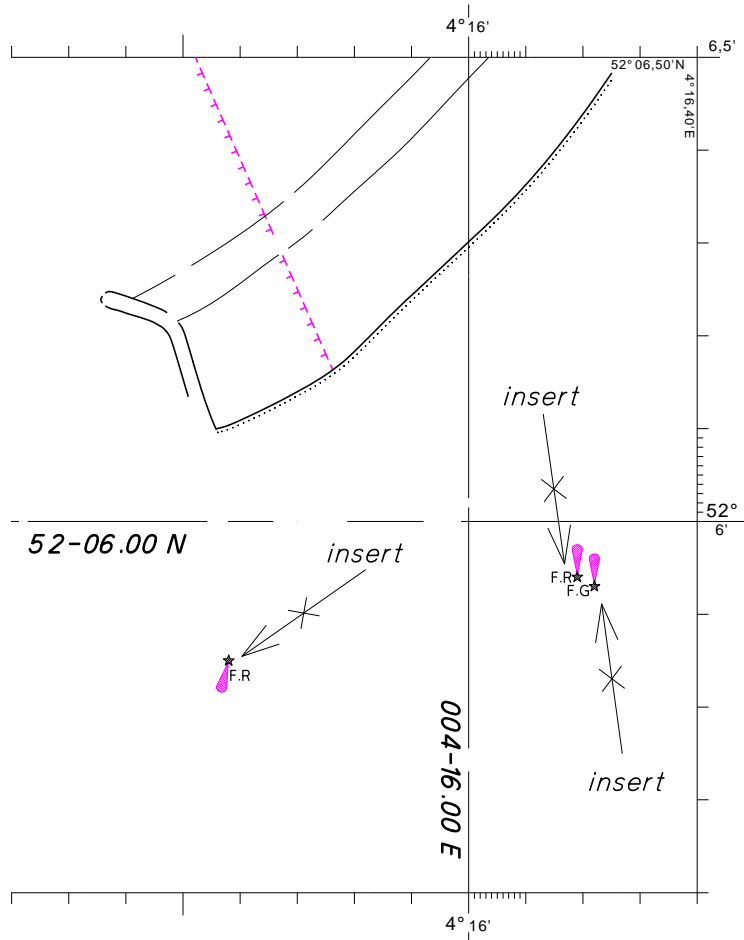 4°16'
6,5'
52° 06,50'N
4° 16,40'E
insert
52°
6'
52-06.00 N
insert
F.R
F.G
F.R
004-16.00 E
insert
4°16'